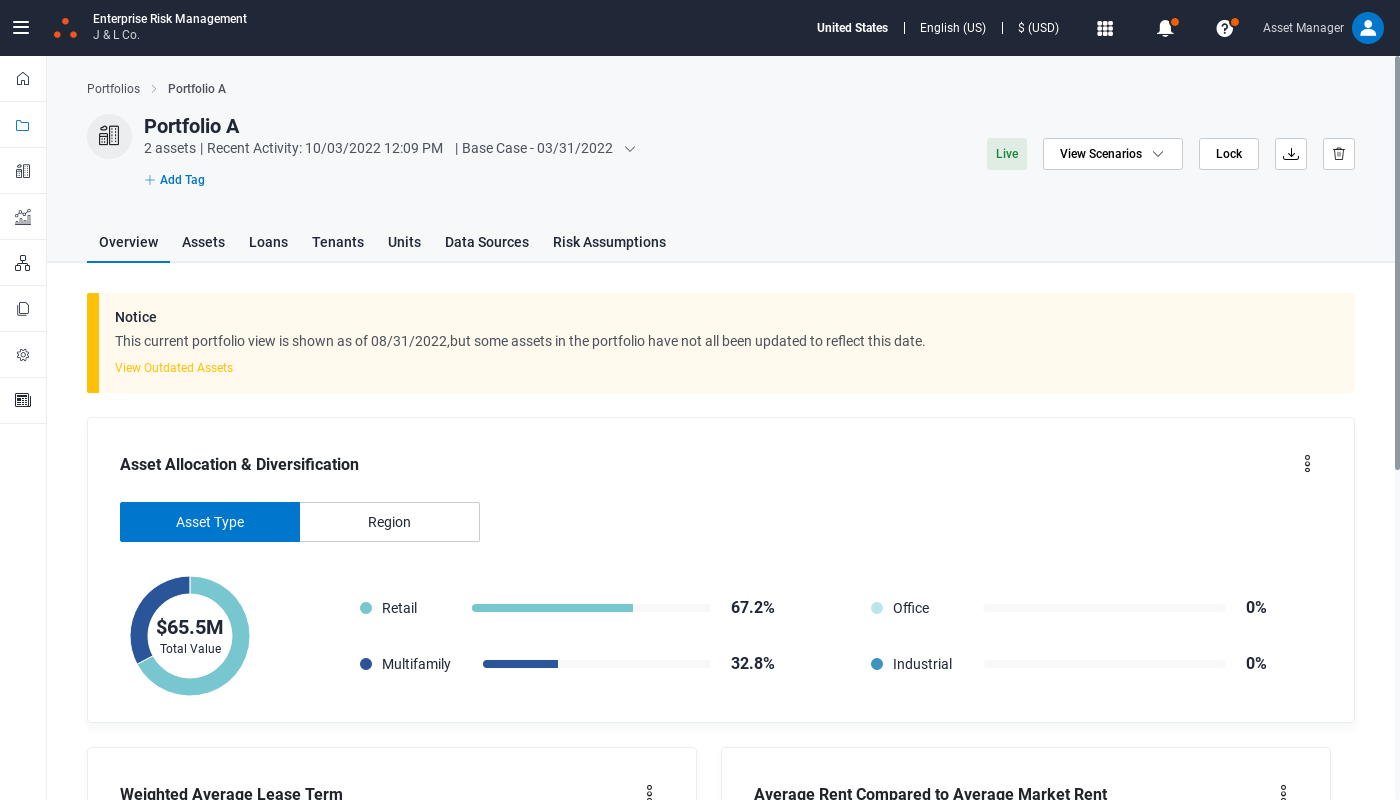 Enterprise Risk Management
J & L Co.
United States | English (US) | $ (USD)
Asset Manager
Portfolios
Portfolio A
Portfolio A
2 assets | Recent Activity: 10/03/2022 12:09 PM | Base Case - 03/31/2022
Add Tag
Live
View Scenarios
Lock
Overview
Assets
Loans
Tenants
Units
Data Sources
Risk Assumptions
Notice
This current portfolio view is shown as of 08/31/2022,but some assets in the portfolio have not all been updated to reflect this date.
View Outdated Assets
Asset Allocation & Diversification
Asset Type
Region
$65.5M
Total Value
Retail
67.2%
Office
0%
Multifamily
32.8%
Industrial
0%
Weighted Average Lease Term
Average Rent Compared to Average Market Rent